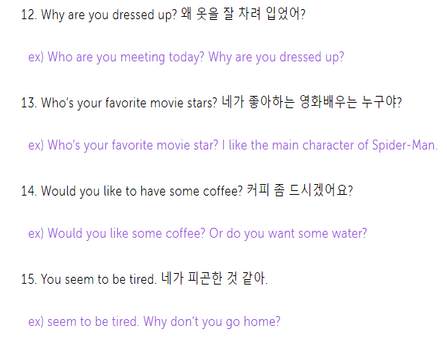 12. Why are you dressed up? 왜 옷을 잘 차려 입었어?
ex) Who are you meeting today? Why are you dressed up?
13. Who's your favorite movie stars? 네가 좋아하는 영화배우는 누구야?
ex) Who's your favorite movie star? I like the main character of Spider-Man.
14. Would you like to have some coffee? 커피 좀 드시겠어요?
ex) Would you like some coffee? Or do you want some water?
15. You seem to be tired. 네가 피곤한 것 같아.
ex) seem to be tired. Why don't you go home?